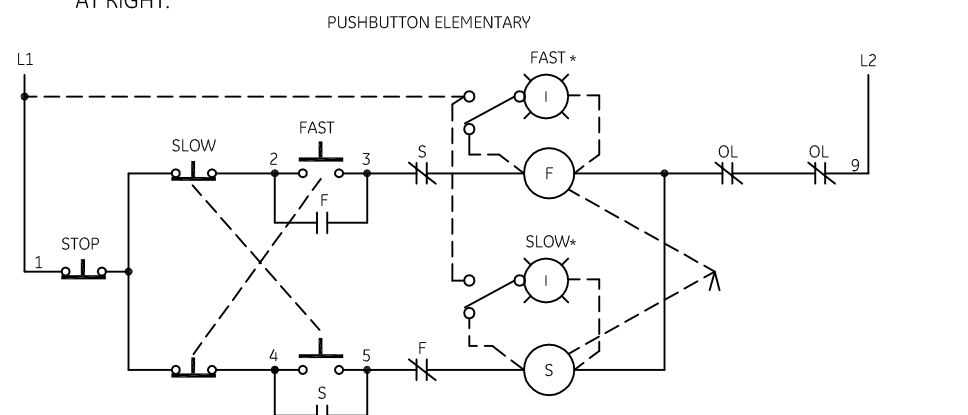 AT RIGHT.
PUSHBUTTON ELEMENTARY
L1
FAST *
L2
I
FAST
SLOW
2
3
S
OL
OL
9
F
F
SLOW*
STOP
1
I
4
5
F
S
S